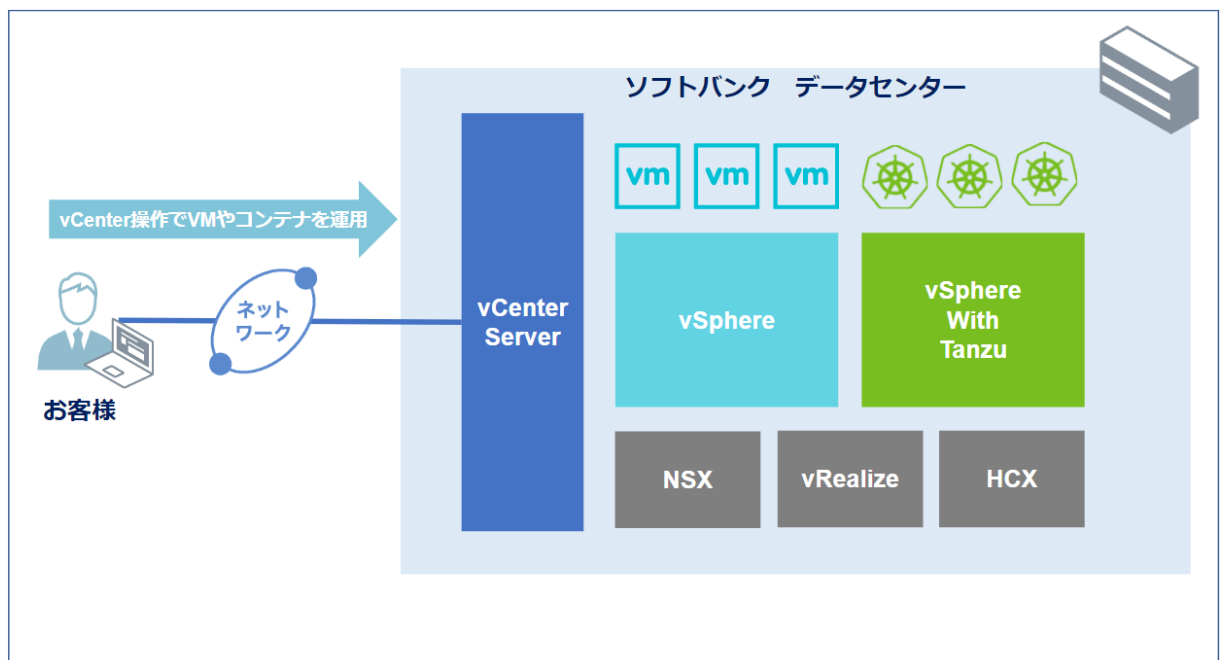 ソフトバンク　データセンター
vm vm vm
vCenter操作でVMやコンテナを運用
ネット
ワーク
お客様
vCenter
Server
vSphere
vSphere
With
Tanzu
NSX
vRealize
HCX